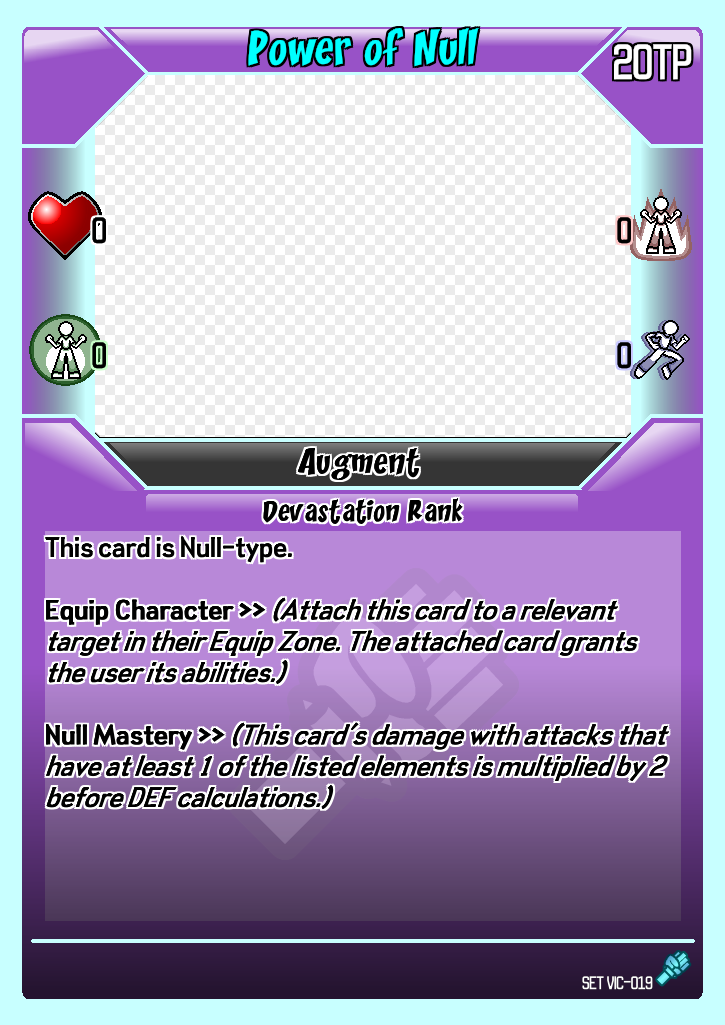 Power of Null
20TP
0
0
0
0
Augment
Devastation Rank
This card is Null-type.
Equip Character >> (Attach this card to a relevant
target in their Equip Zone. The attached card grants
the user its abilities.)
Null Mastery >> (This card's damage with attacks that
have at least 1 of the listed elements is multiplied by 2
before DEF calculations.)
SET VIC-019